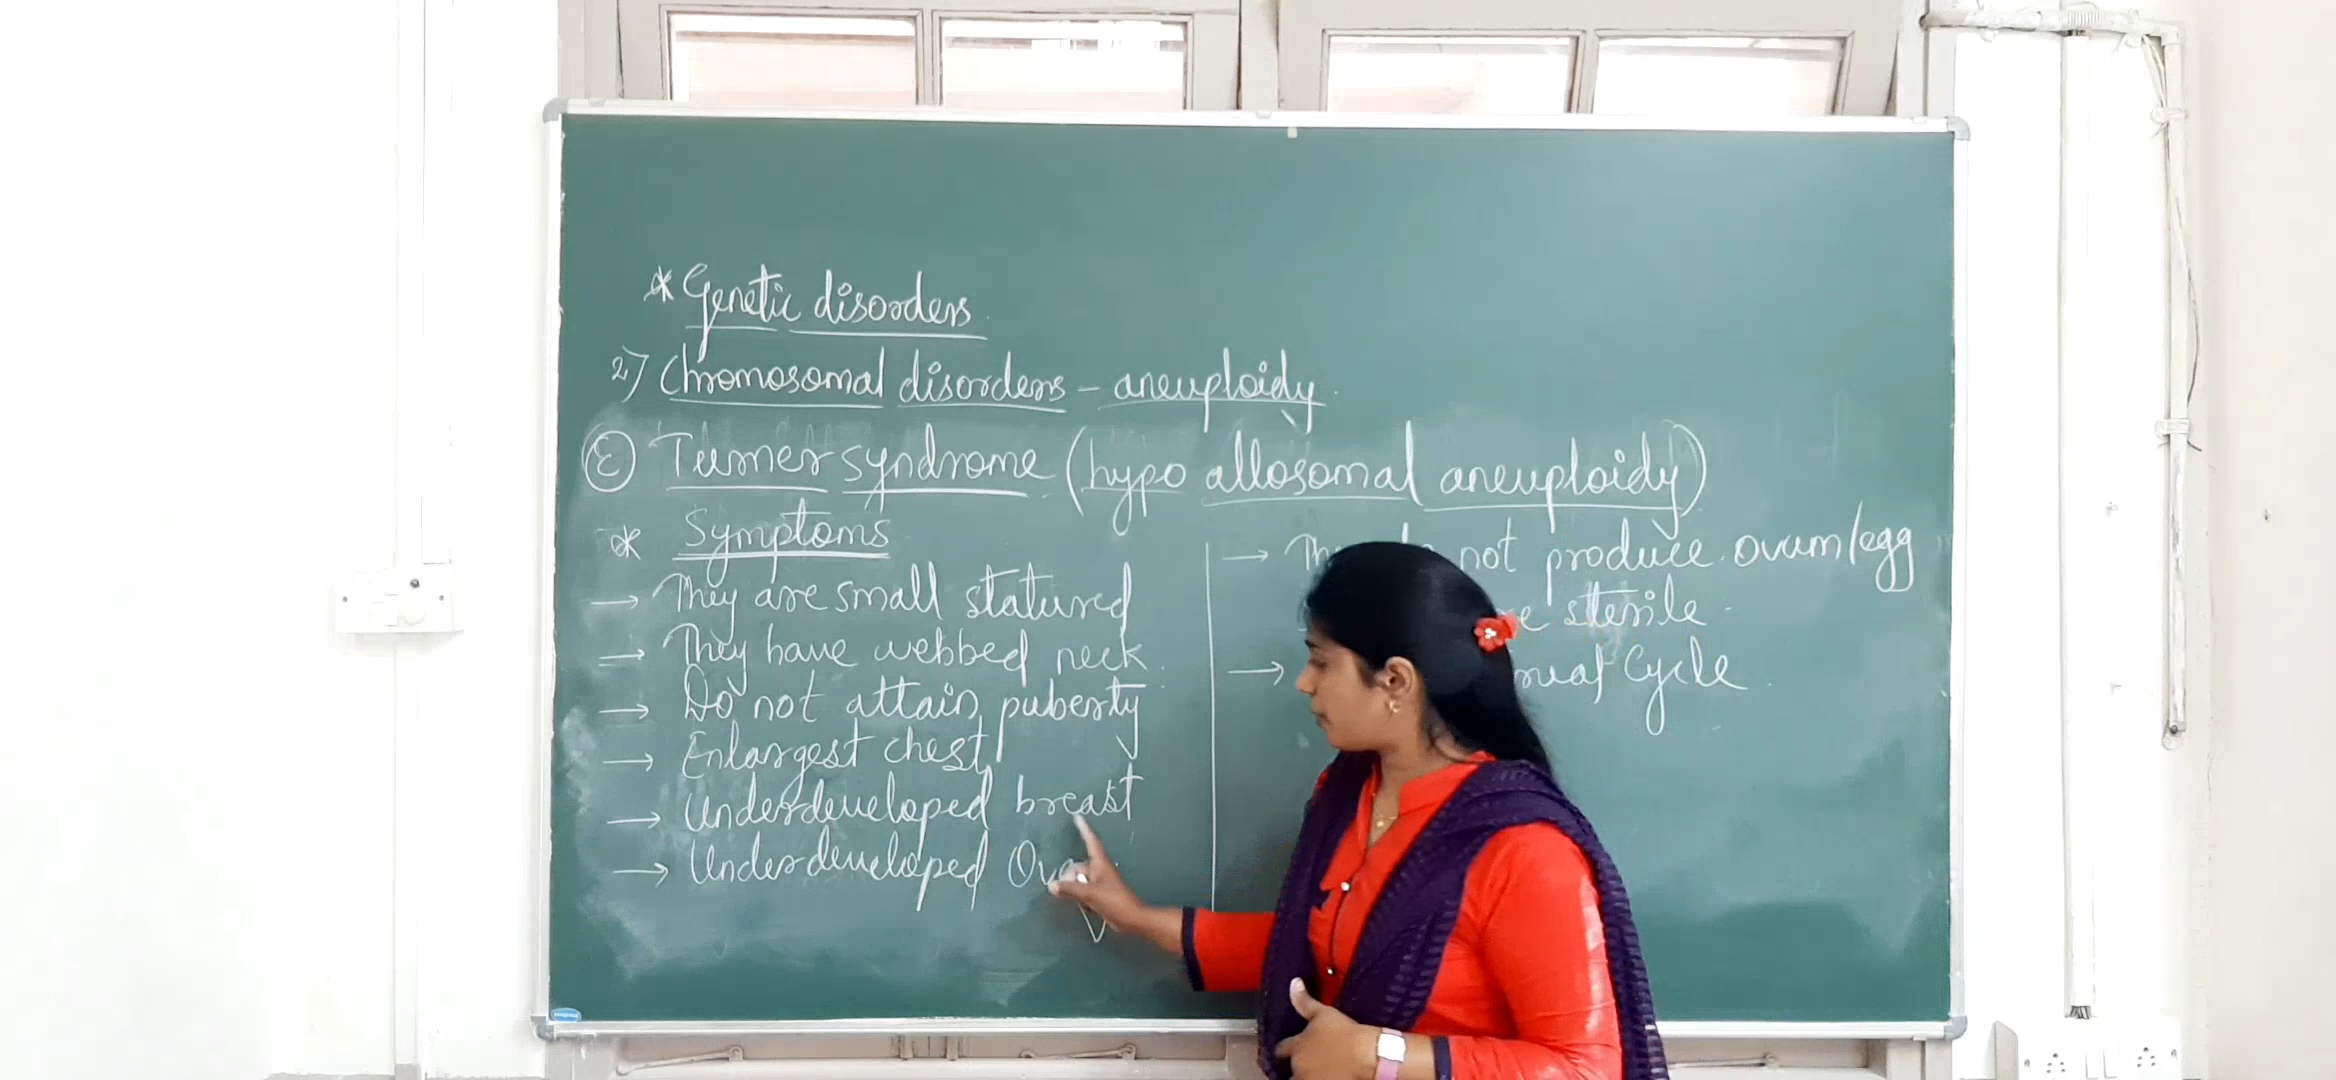 * Genetic disorders
2) Chromosomal disorders - aneuploidy
ε Turner syndrome (hypo allosomal aneuploidy)
* Symptoms
→ They are small statured
→ They have webbed neck.
→ Do not attain puberty
→ Enlargest chest
→ Underdeveloped breast
→ Underdeveloped
→ not produce ovum/egg
sterile
→ Cycle